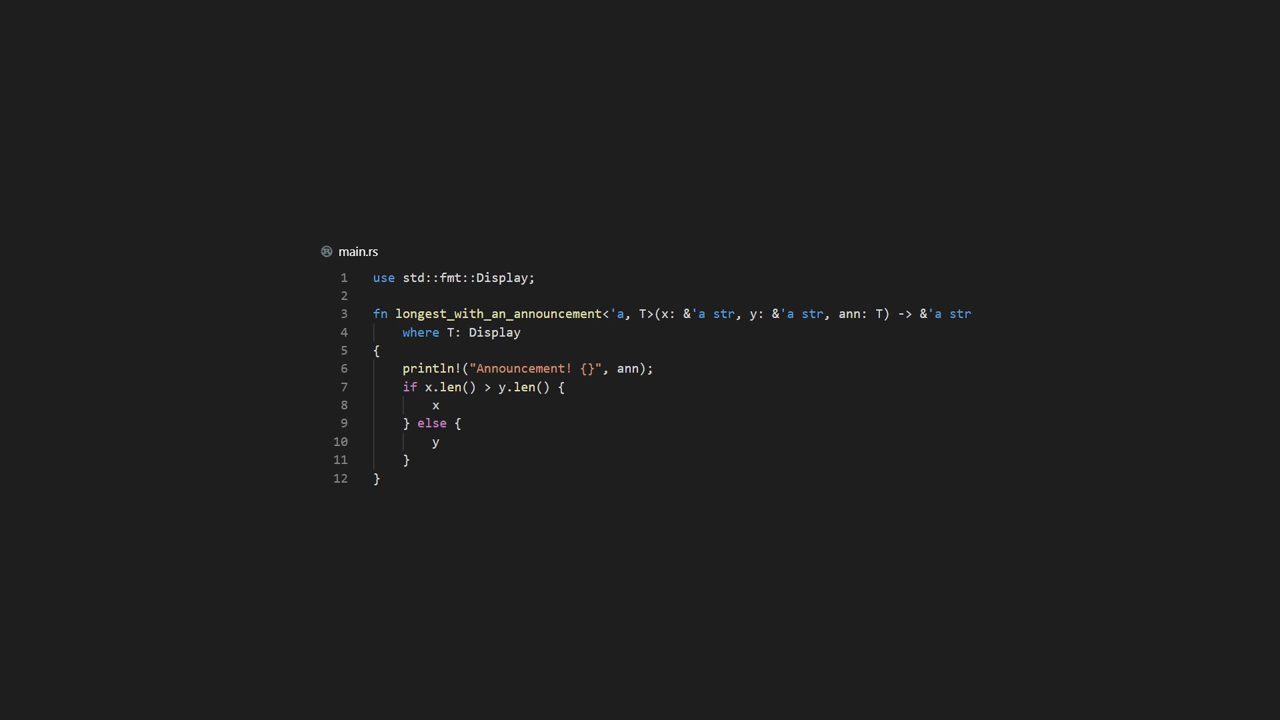 main.rs
1 use std::fmt::Display;
2
3 fn longest_with_an_announcement<'a, T>(x: &'a str, y: &'a str, ann: T) -> &'a str
4     where T: Display
5 {
6     println!("Announcement! {}", ann);
7     if x.len() > y.len() {
8         x
9     } else {
10         y
11     }
12 }